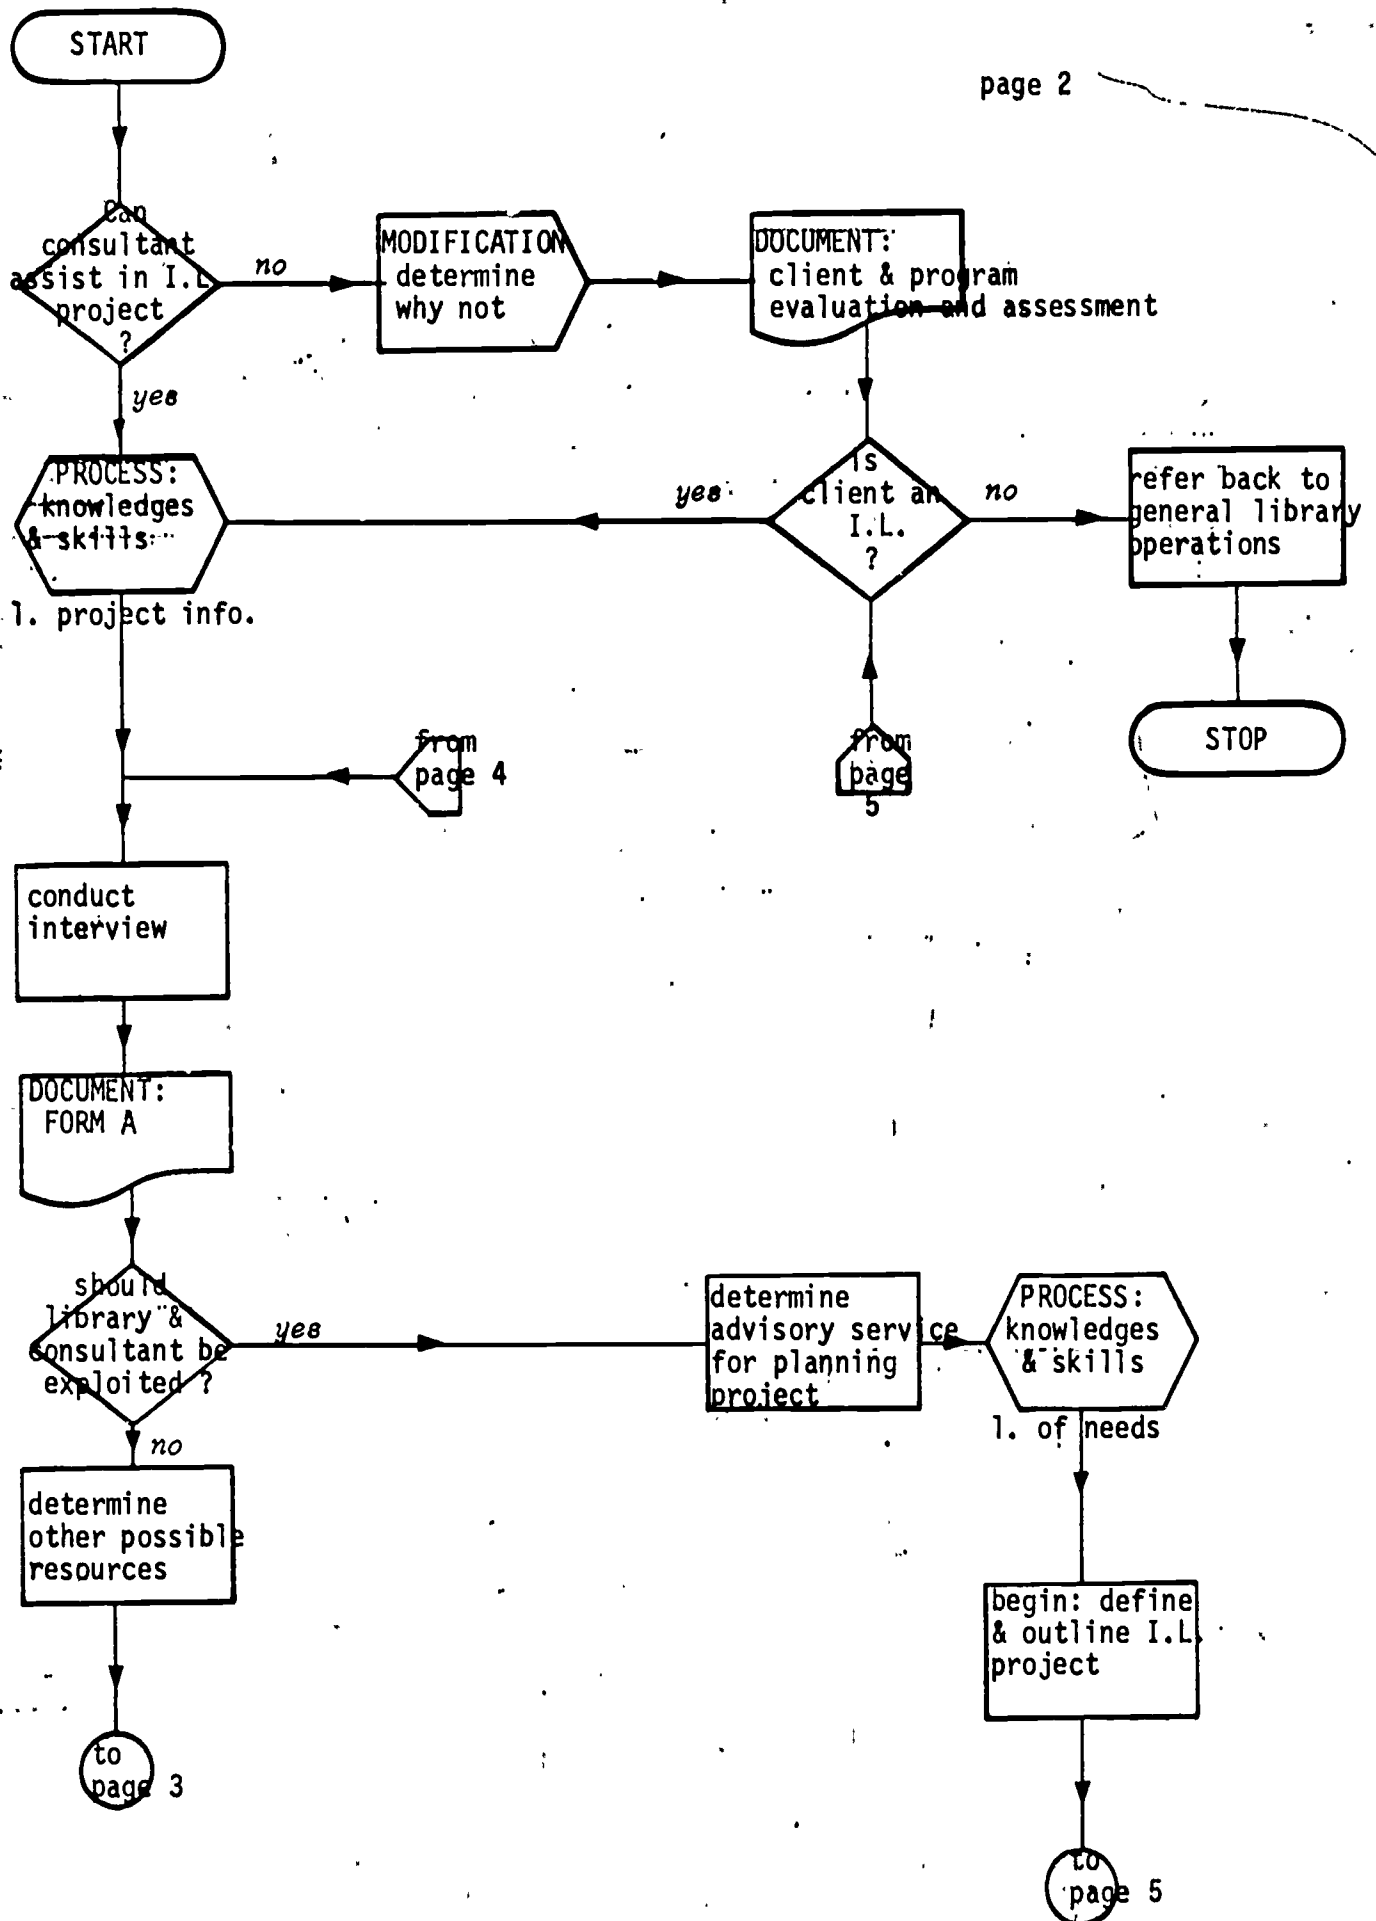 START
page 2
Can
consultant
assist in I.L.
project
?
no
MODIFICATION
determine
why not
DOCUMENT:
client & program
evaluation and assessment
yes
PROCESS:
knowledges
& skills
1. project info.
yes
Is
client an
I.L.
?
no
refer back to
general library
operations
STOP
from
page 4
from
page
5
conduct
interview
DOCUMENT:
FORM A
should
library &
consultant be
exploited ?
yes
determine
advisory service
for planning
project
PROCESS:
knowledges
& skills
1. of needs
no
determine
other possible
resources
begin: define
& outline I.L.
project
to
page 3
to
page 5